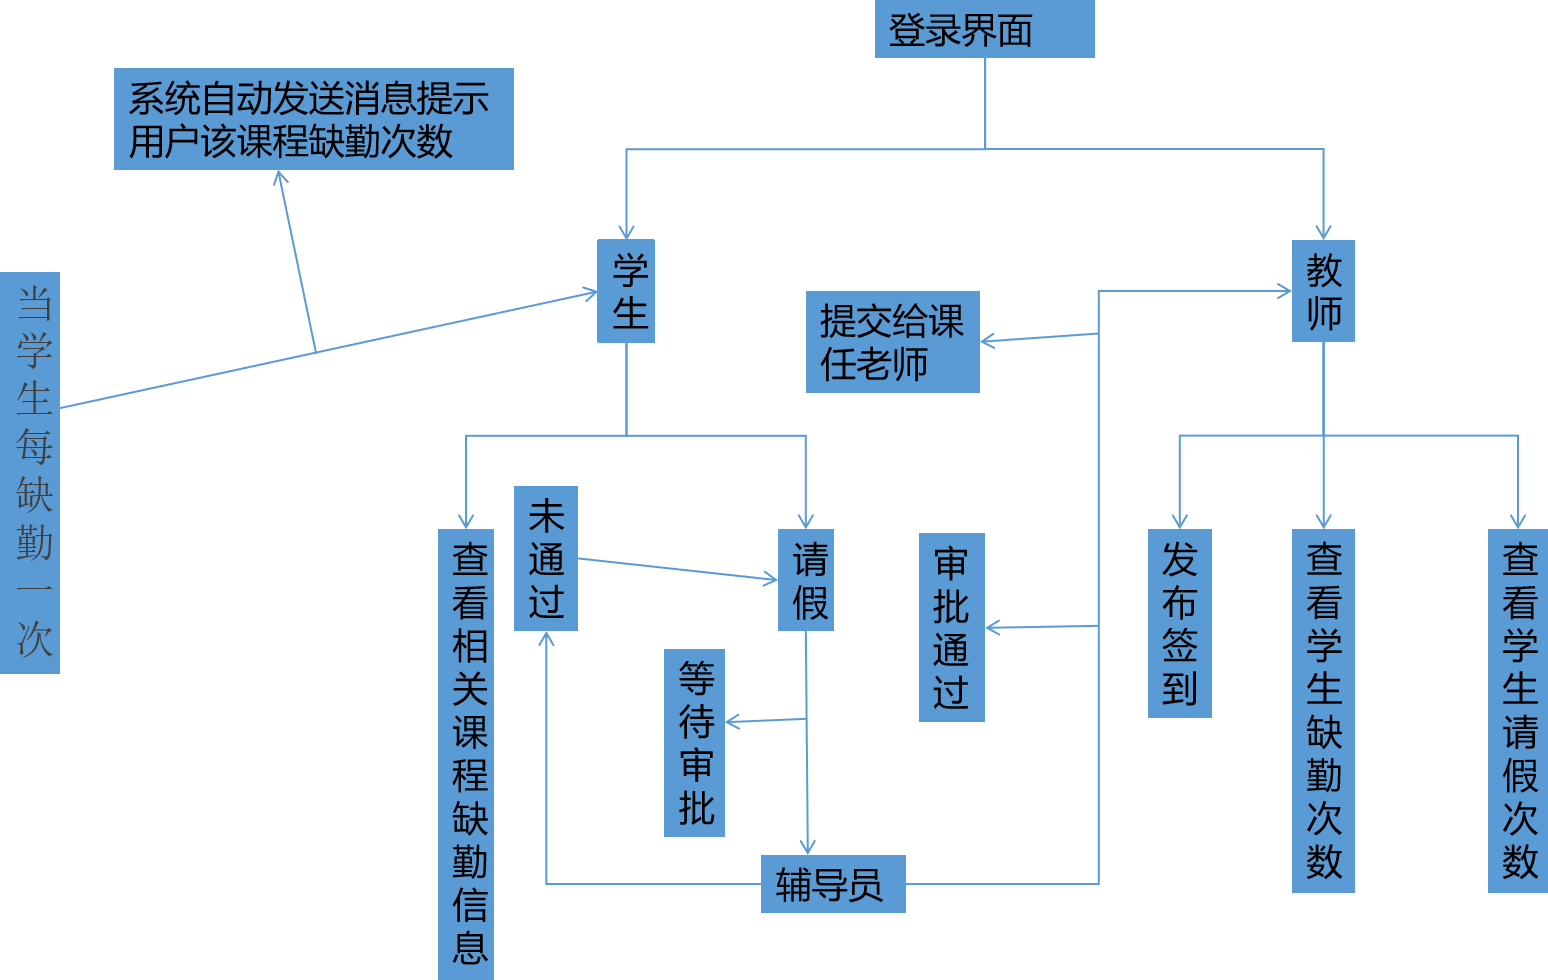 登录界面
系统自动发送消息提示
用户该课程缺勤次数
当学生每缺勤一次
学生
教师
提交给课
任老师
未通过
查看相关课程缺勤信息
请假
审批通过
发布签到
查看学生缺勤次数
查看学生请假次数
等待审批
辅导员